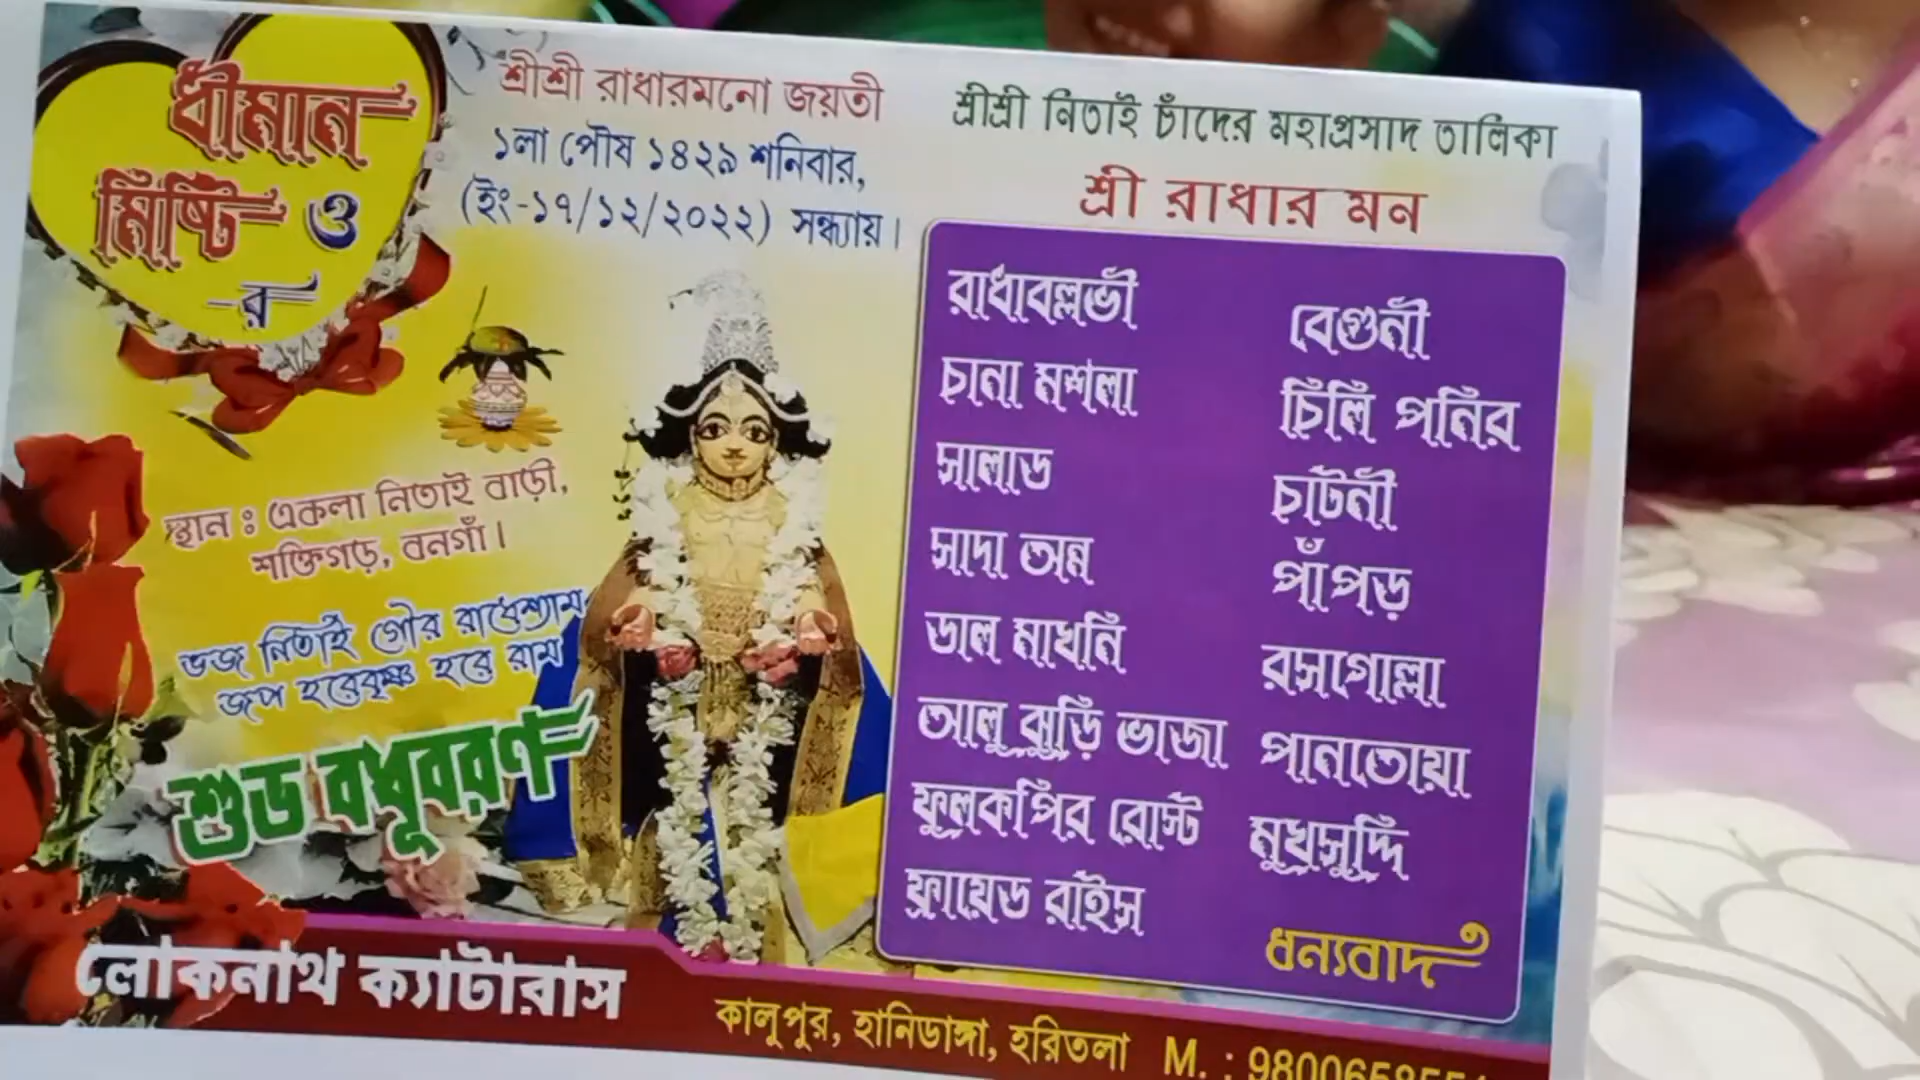 ধীমান
মিষ্টি ও
-র
শ্রীশ্রী রাধারমনো জয়তী
১লা পৌষ ১৪২৯ শনিবার,
(ইং-১৭/১২/২০২২) সন্ধ্যায়।
স্থান ঃ একলা নিতাই বাড়ী,
শক্তিগড়, বনগাঁ।
ভজ নিতাই গৌর রাধেশ্যাম
জপ হরেকৃষ্ণ হরে রাম
শুভ বধূবরণ
শ্রীশ্রী নিতাই চাঁদের মহাপ্রসাদ তালিকা
শ্রী রাধার মন
রাধাবল্লভী
চানা মশলা
সালাড
সাদা অন্ন
ডাল মাখনি
আলু ঝুড়ি ভাজা
ফুলকপির রোস্ট
ফ্রায়েড রাইস
বেগুনী
চিলি পনির
চাটনী
পাঁপড়
রসগোল্লা
পানতোয়া
মুখসুদ্দি
ধন্যবাদ
লোকনাথ ক্যাটারাস
কালুপুর, হানিডাঙ্গা, হরিতলা M. :